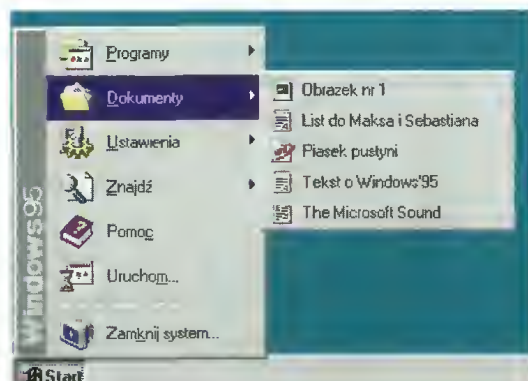 Programy
Dokumenty
Ustawienia
Znajdź
Pomoc
Uruchom...
Zamknij system...
Obrazek nr 1
List do Maksa i Sebastiana
Piasek pustyni
Tekst o Windows'95
The Microsoft Sound
Windows95
Start